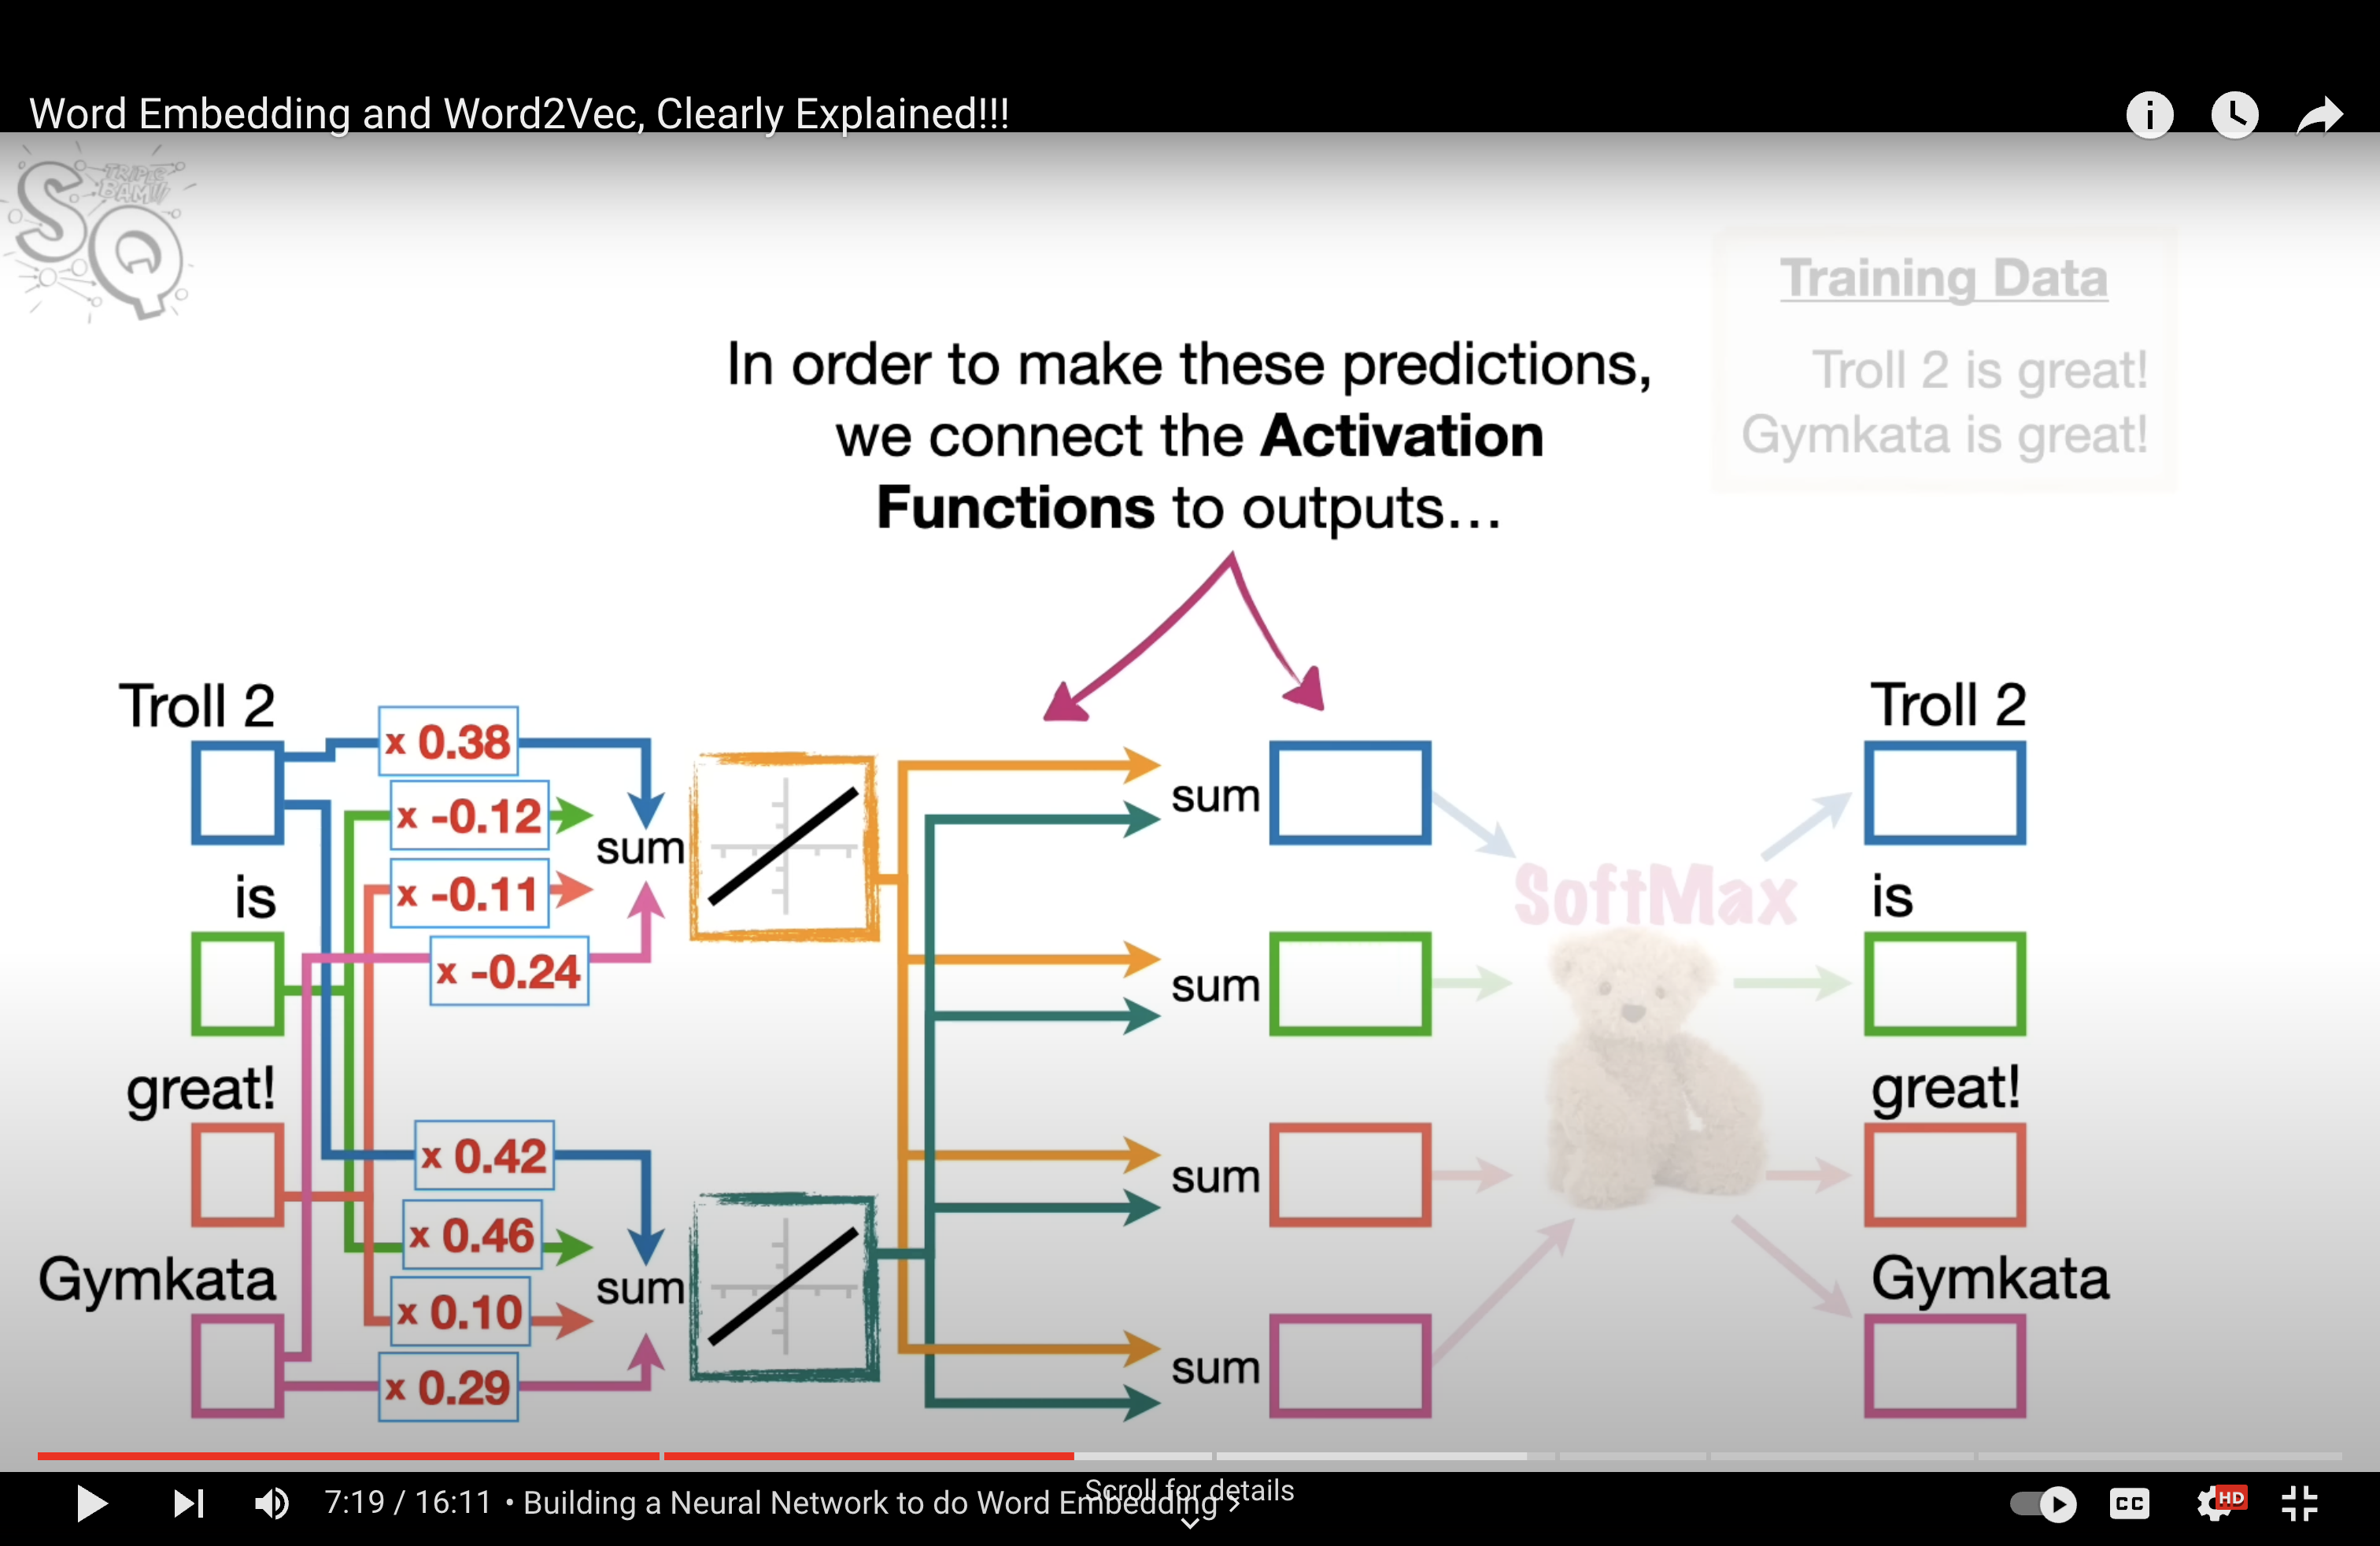 Word Embedding and Word2Vec, Clearly Explained!!!
SQ
TRIPLE
BAM!!!
Training Data
Troll 2 is great!
Gymkata is great!
In order to make these predictions,
we connect the Activation
Functions to outputs...
Troll 2
is
great!
Gymkata
x 0.38
x -0.12
x -0.11
x -0.24
sum
x 0.42
x 0.46
x 0.10
x 0.29
sum
sum
sum
sum
sum
SoftMax
Troll 2
is
great!
Gymkata
7:19 / 16:11 • Building a Neural Network to do Word Embedding >
Scroll for details
CC
HD